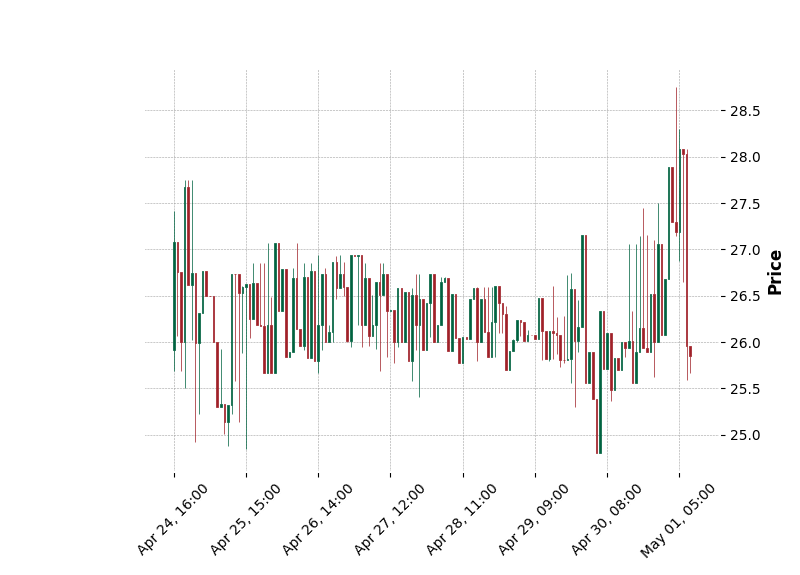 28.5
28.0
27.5
27.0
26.5
26.0
25.5
25.0
Price
Apr 24, 16:00
Apr 25, 15:00
Apr 26, 14:00
Apr 27, 12:00
Apr 28, 11:00
Apr 29, 09:00
Apr 30, 08:00
May 01, 05:00